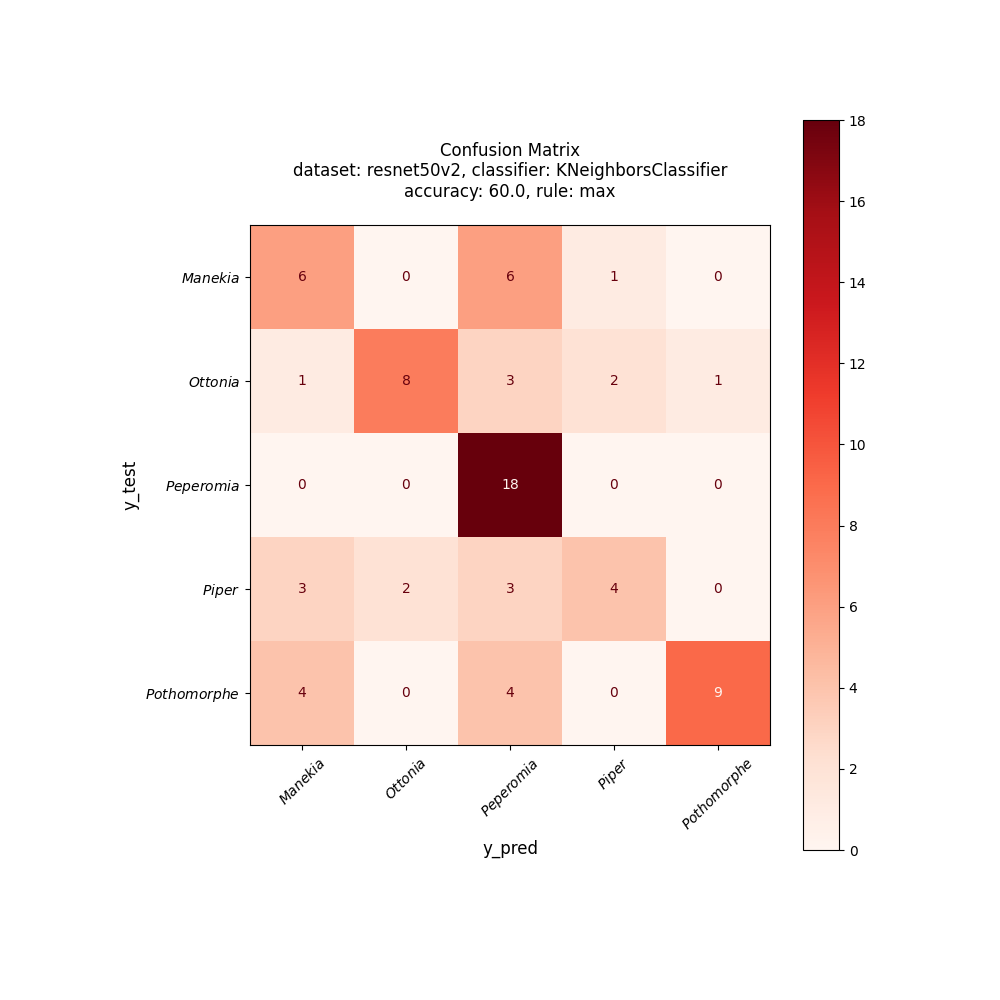 Confusion Matrix
dataset: resnet50v2, classifier: KNeighborsClassifier
accuracy: 60.0, rule: max
Manekia 6 0 6 1 0
Ottonia 1 8 3 2 1
Peperomia 0 0 18 0 0
Piper 3 2 3 4 0
Pothomorphe 4 0 4 0 9
Manekia Ottonia Peperomia Piper Pothomorphe
y_test
y_pred
18
16
14
12
10
8
6
4
2
0